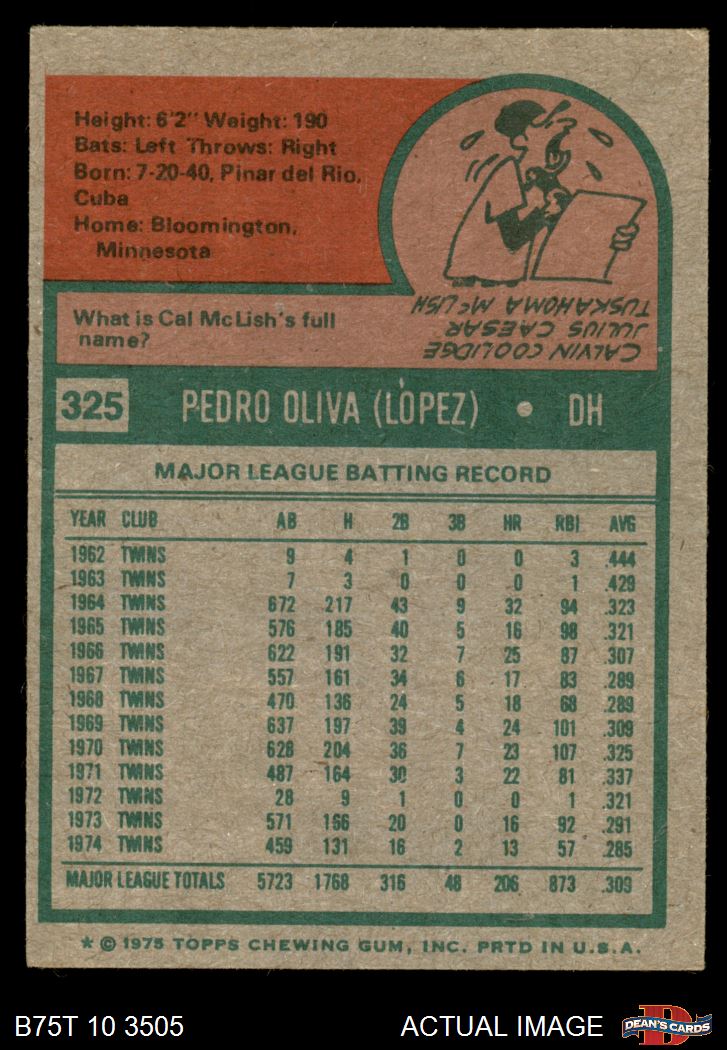 Height: 6'2" Weight: 190
Bats: Left Throws: Right
Born: 7-20-40, Pinar del Rio,
Cuba
Home: Bloomington,
Minnesota
What is Cal McLish's full
name?
CALVIN COOLIDGE
JULIUS CAESAR
TUSKAHOMA McLISH
325 PEDRO OLIVA (LÓPEZ) • DH
MAJOR LEAGUE BATTING RECORD
YEAR CLUB AB H 2B 3B HR RBI AVG
1962 TWINS 9 4 1 0 0 3 .444
1963 TWINS 7 3 0 0 0 1 .429
1964 TWINS 672 217 43 9 32 94 .323
1965 TWINS 576 185 40 5 16 98 .321
1966 TWINS 622 191 32 7 25 87 .307
1967 TWINS 557 161 34 6 17 83 .289
1968 TWINS 470 136 24 5 18 68 .289
1969 TWINS 637 197 39 4 24 101 .309
1970 TWINS 628 204 36 7 23 107 .325
1971 TWINS 487 164 30 3 22 81 .337
1972 TWINS 28 9 1 0 0 1 .321
1973 TWINS 571 166 20 0 16 92 .291
1974 TWINS 459 131 16 2 13 57 .285
MAJOR LEAGUE TOTALS 5723 1768 316 48 206 873 .309
* © 1975 TOPPS CHEWING GUM, INC. PRTD IN U.S.A.
B75T 10 3505
ACTUAL IMAGE
DEAN'S CARDS